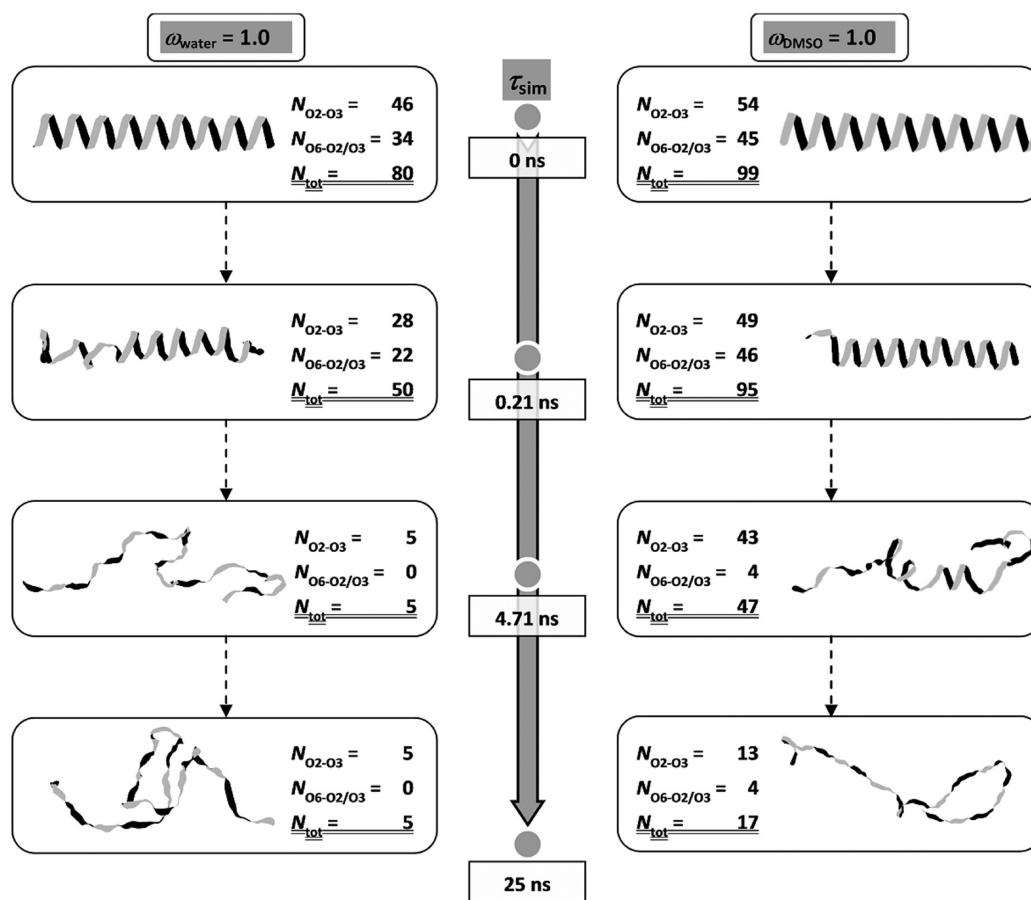 ωwater = 1.0
NO2-O3 = 46
NO6-O2/O3 = 34
Ntot = 80
NO2-O3 = 28
NO6-O2/O3 = 22
Ntot = 50
NO2-O3 = 5
NO6-O2/O3 = 0
Ntot = 5
NO2-O3 = 5
NO6-O2/O3 = 0
Ntot = 5
τsim
0 ns
0.21 ns
4.71 ns
25 ns
ωDMSO = 1.0
NO2-O3 = 54
NO6-O2/O3 = 45
Ntot = 99
NO2-O3 = 49
NO6-O2/O3 = 46
Ntot = 95
NO2-O3 = 43
NO6-O2/O3 = 4
Ntot = 47
NO2-O3 = 13
NO6-O2/O3 = 4
Ntot = 17